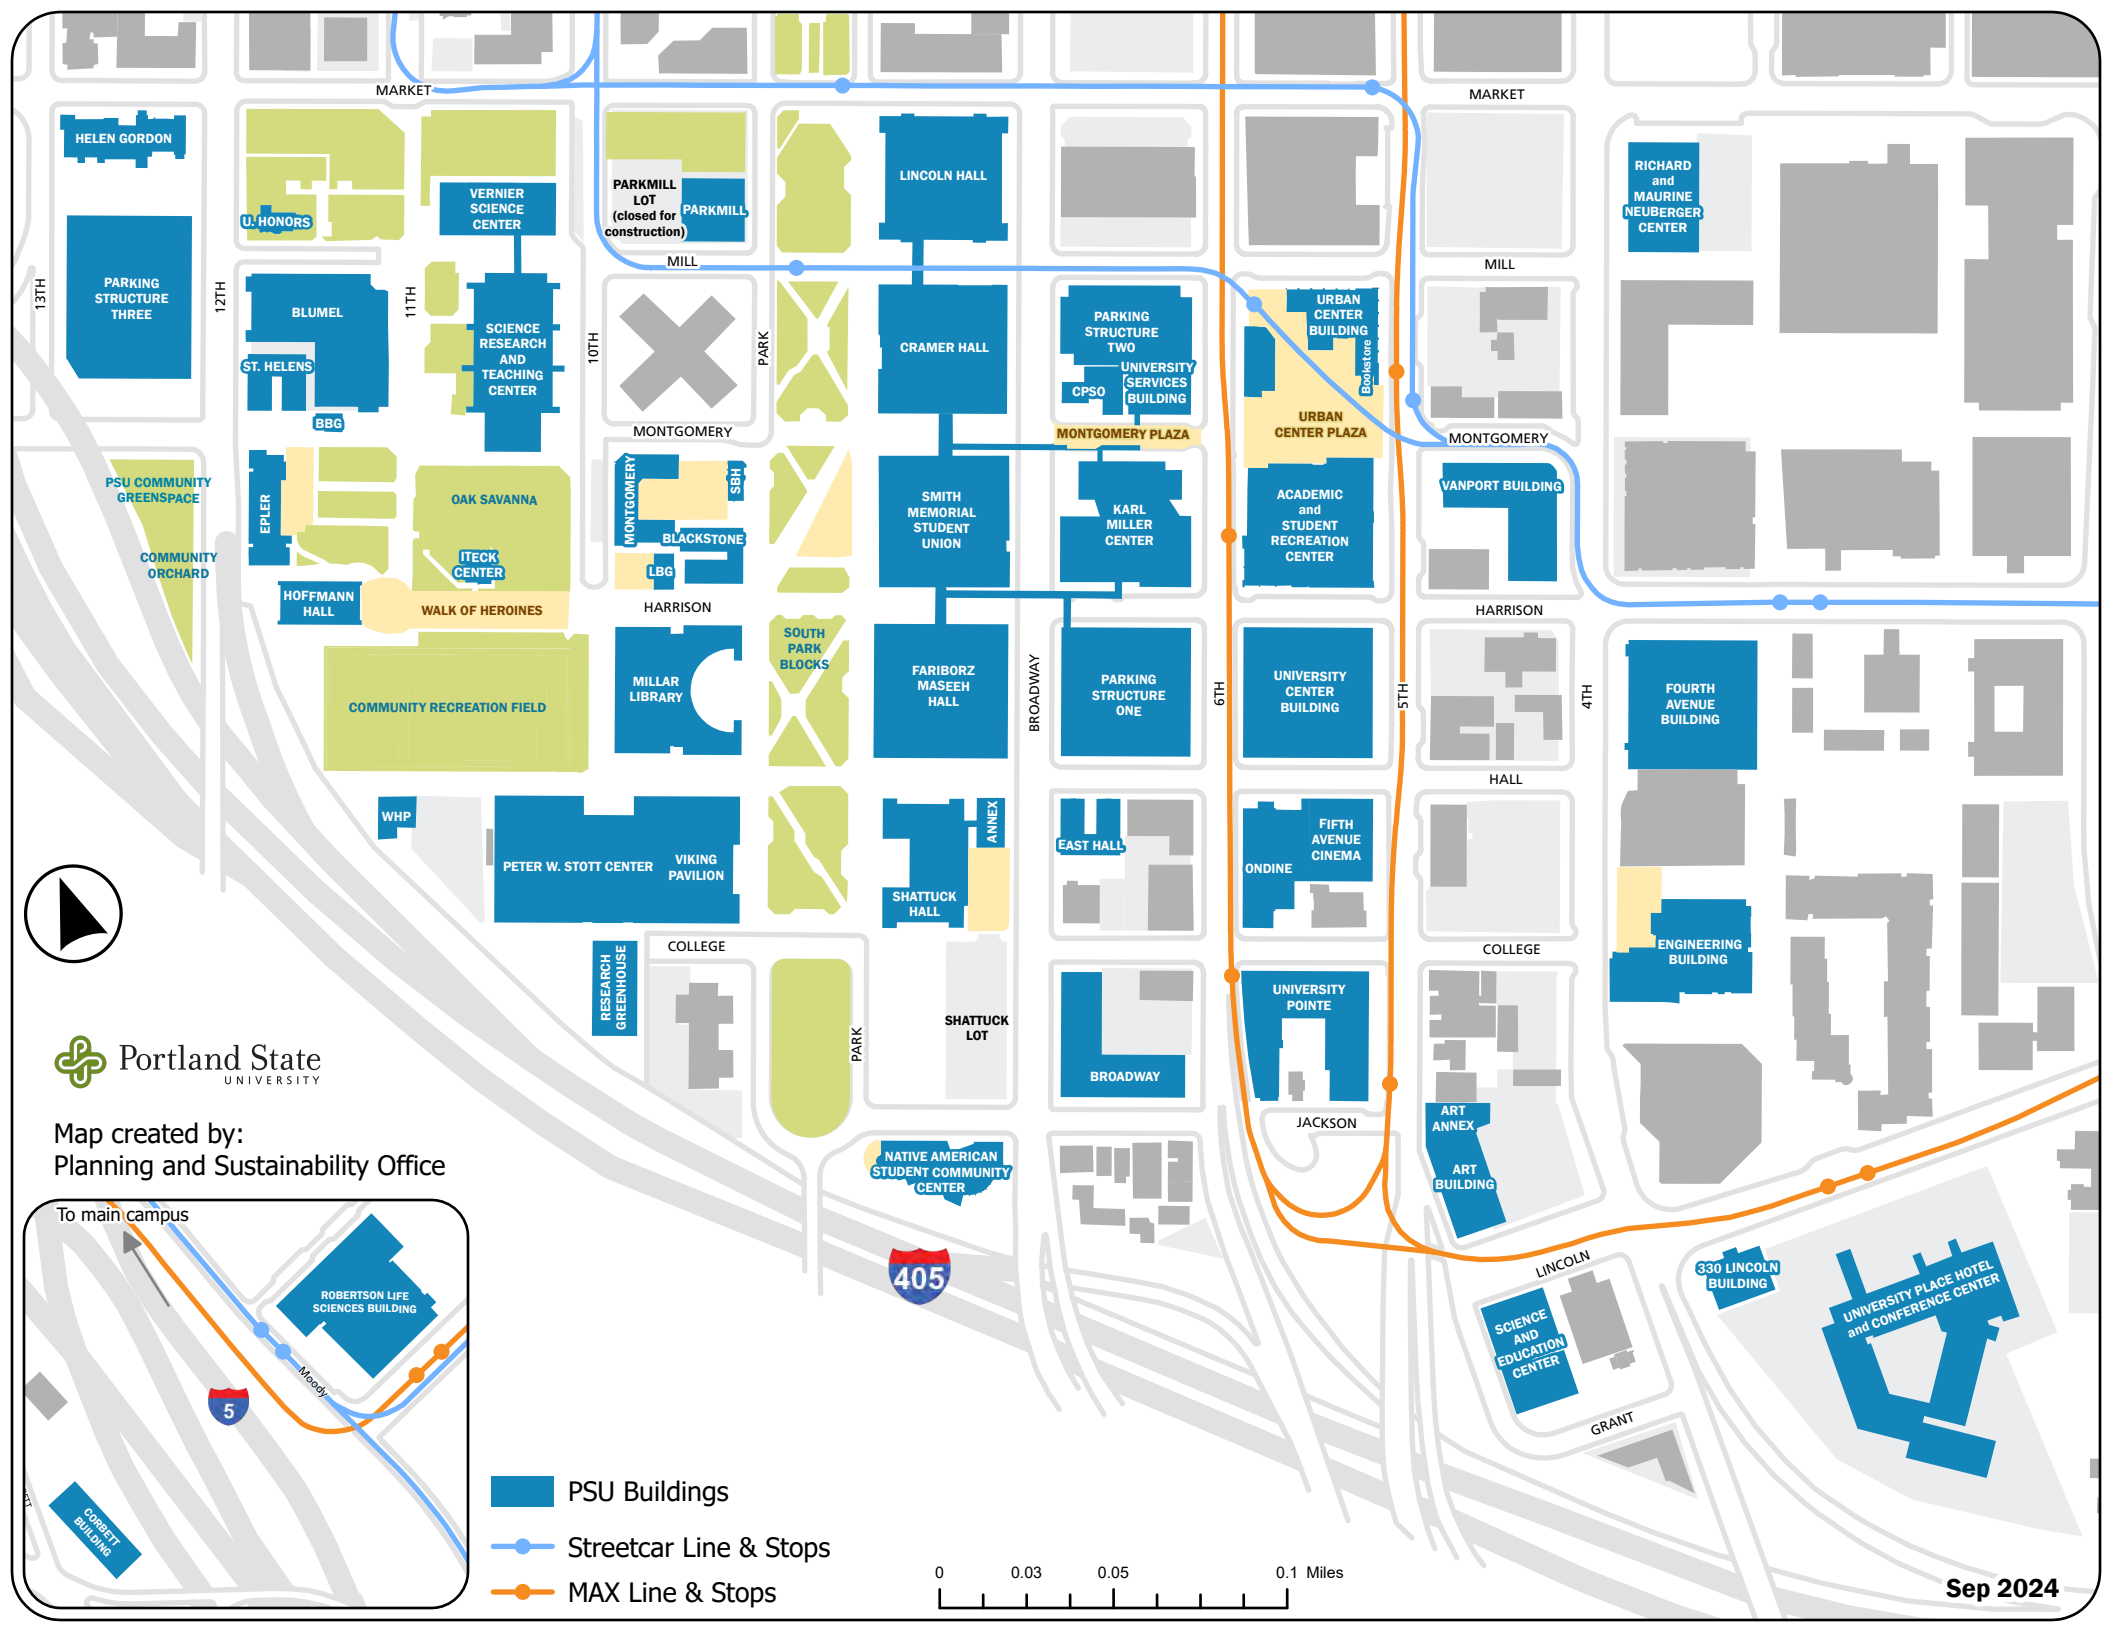 MARKET
MARKET
HELEN GORDON
LINCOLN HALL
RICHARD
and
MAURINE
NEUBERGER
CENTER
VERNIER
SCIENCE
CENTER
PARKMILL
LOT
(closed for
construction)
PARKMILL
U. HONORS
MILL
MILL
13TH
PARKING
STRUCTURE
THREE
12TH
BLUMEL
11TH
SCIENCE
RESEARCH
AND
TEACHING
CENTER
10TH
PARK
CRAMER HALL
PARKING
STRUCTURE
TWO
UNIVERSITY
SERVICES
BUILDING
CPSO
URBAN
CENTER
BUILDING
Bookstore
ST. HELENS
BBG
MONTGOMERY
MONTGOMERY PLAZA
URBAN
CENTER PLAZA
MONTGOMERY
PSU COMMUNITY
GREENSPACE
COMMUNITY
ORCHARD
EPLER
OAK SAVANNA
ITECK
CENTER
MONTGOMERY
SBH
BLACKSTONE
LBG
SMITH
MEMORIAL
STUDENT
UNION
KARL
MILLER
CENTER
ACADEMIC
and
STUDENT
RECREATION
CENTER
VANPORT BUILDING
HOFFMANN
HALL
WALK OF HEROINES
HARRISON
HARRISON
COMMUNITY RECREATION FIELD
MILLAR
LIBRARY
SOUTH
PARK
BLOCKS
FARIBORZ
MASEEH
HALL
BROADWAY
PARKING
STRUCTURE
ONE
6TH
UNIVERSITY
CENTER
BUILDING
5TH
4TH
FOURTH
AVENUE
BUILDING
HALL
WHP
PETER W. STOTT CENTER
VIKING
PAVILION
ANNEX
SHATTUCK
HALL
EAST HALL
ONDINE
FIFTH
AVENUE
CINEMA
ENGINEERING
BUILDING
COLLEGE
COLLEGE
RESEARCH
GREENHOUSE
PARK
SHATTUCK
LOT
BROADWAY
UNIVERSITY
POINTE
JACKSON
ART
ANNEX
ART
BUILDING
Portland State
UNIVERSITY
Map created by:
Planning and Sustainability Office
NATIVE AMERICAN
STUDENT COMMUNITY
CENTER
405
LINCOLN
330 LINCOLN
BUILDING
UNIVERSITY PLACE HOTEL
and CONFERENCE CENTER
SCIENCE
AND
EDUCATION
CENTER
GRANT
To main campus
ROBERTSON LIFE
SCIENCES BUILDING
Moody
5
CORBETT
BUILDING
PSU Buildings
Streetcar Line & Stops
MAX Line & Stops
0 0.03 0.05 0.1 Miles
Sep 2024